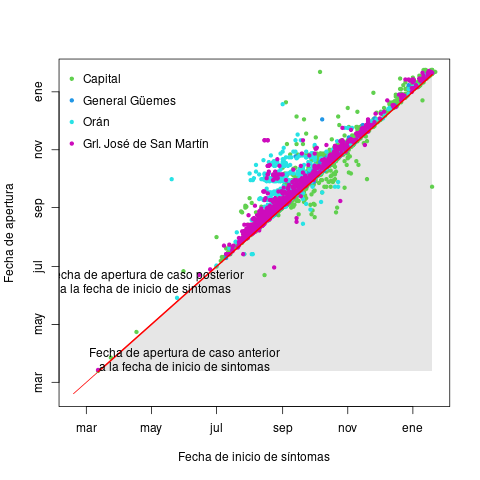 Capital
General Güemes
Orán
Grl. José de San Martín
echa de apertura de caso posterior
a la fecha de inicio de síntomas
Fecha de apertura de caso anterior
a la fecha de inicio de sintomas
Fecha de apertura
mar
may
jul
sep
nov
ene
mar
may
jul
sep
nov
ene
Fecha de inicio de síntomas